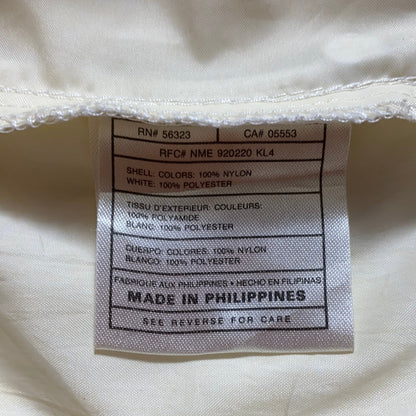 RN# 56323 CA# 05553
RFC# NME 920220 KL4
SHELL: COLORS: 100% NYLON
WHITE: 100% POLYESTER
TISSU D'EXTERIEUR: COULEURS:
100% POLYAMIDE
BLANC: 100% POLYESTER
CUERPO: COLORES: 100% NYLON
BLANCO: 100% POLYESTER
FABRIQUE AUX PHILIPPINES • HECHO EN FILIPINAS
MADE IN PHILIPPINES
SEE REVERSE FOR CARE